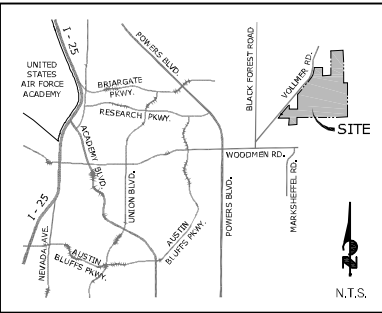 I - 25
POWERS BLVD.
BLACK FOREST ROAD
VOLLMER RD.
UNITED
STATES
AIR FORCE
ACADEMY
BRIARGATE
PKWY.
RESEARCH PKWY.
SITE
ACADEMY
BLVD.
WOODMEN RD.
UNION BLVD.
MARKSHEFFEL RD.
I - 25
NEVADA AVE.
AUSTIN
BLUFFS PKWY.
AUSTIN
BLUFFS PKWY.
POWERS BLVD.
N.T.S.